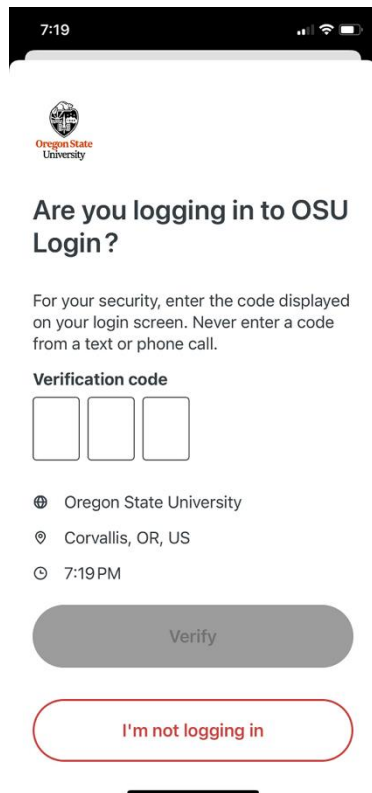 7:19
Oregon State
University
Are you logging in to OSU
Login?
For your security, enter the code displayed
on your login screen. Never enter a code
from a text or phone call.
Verification code
Oregon State University
Corvallis, OR, US
7:19 PM
Verify
I'm not logging in